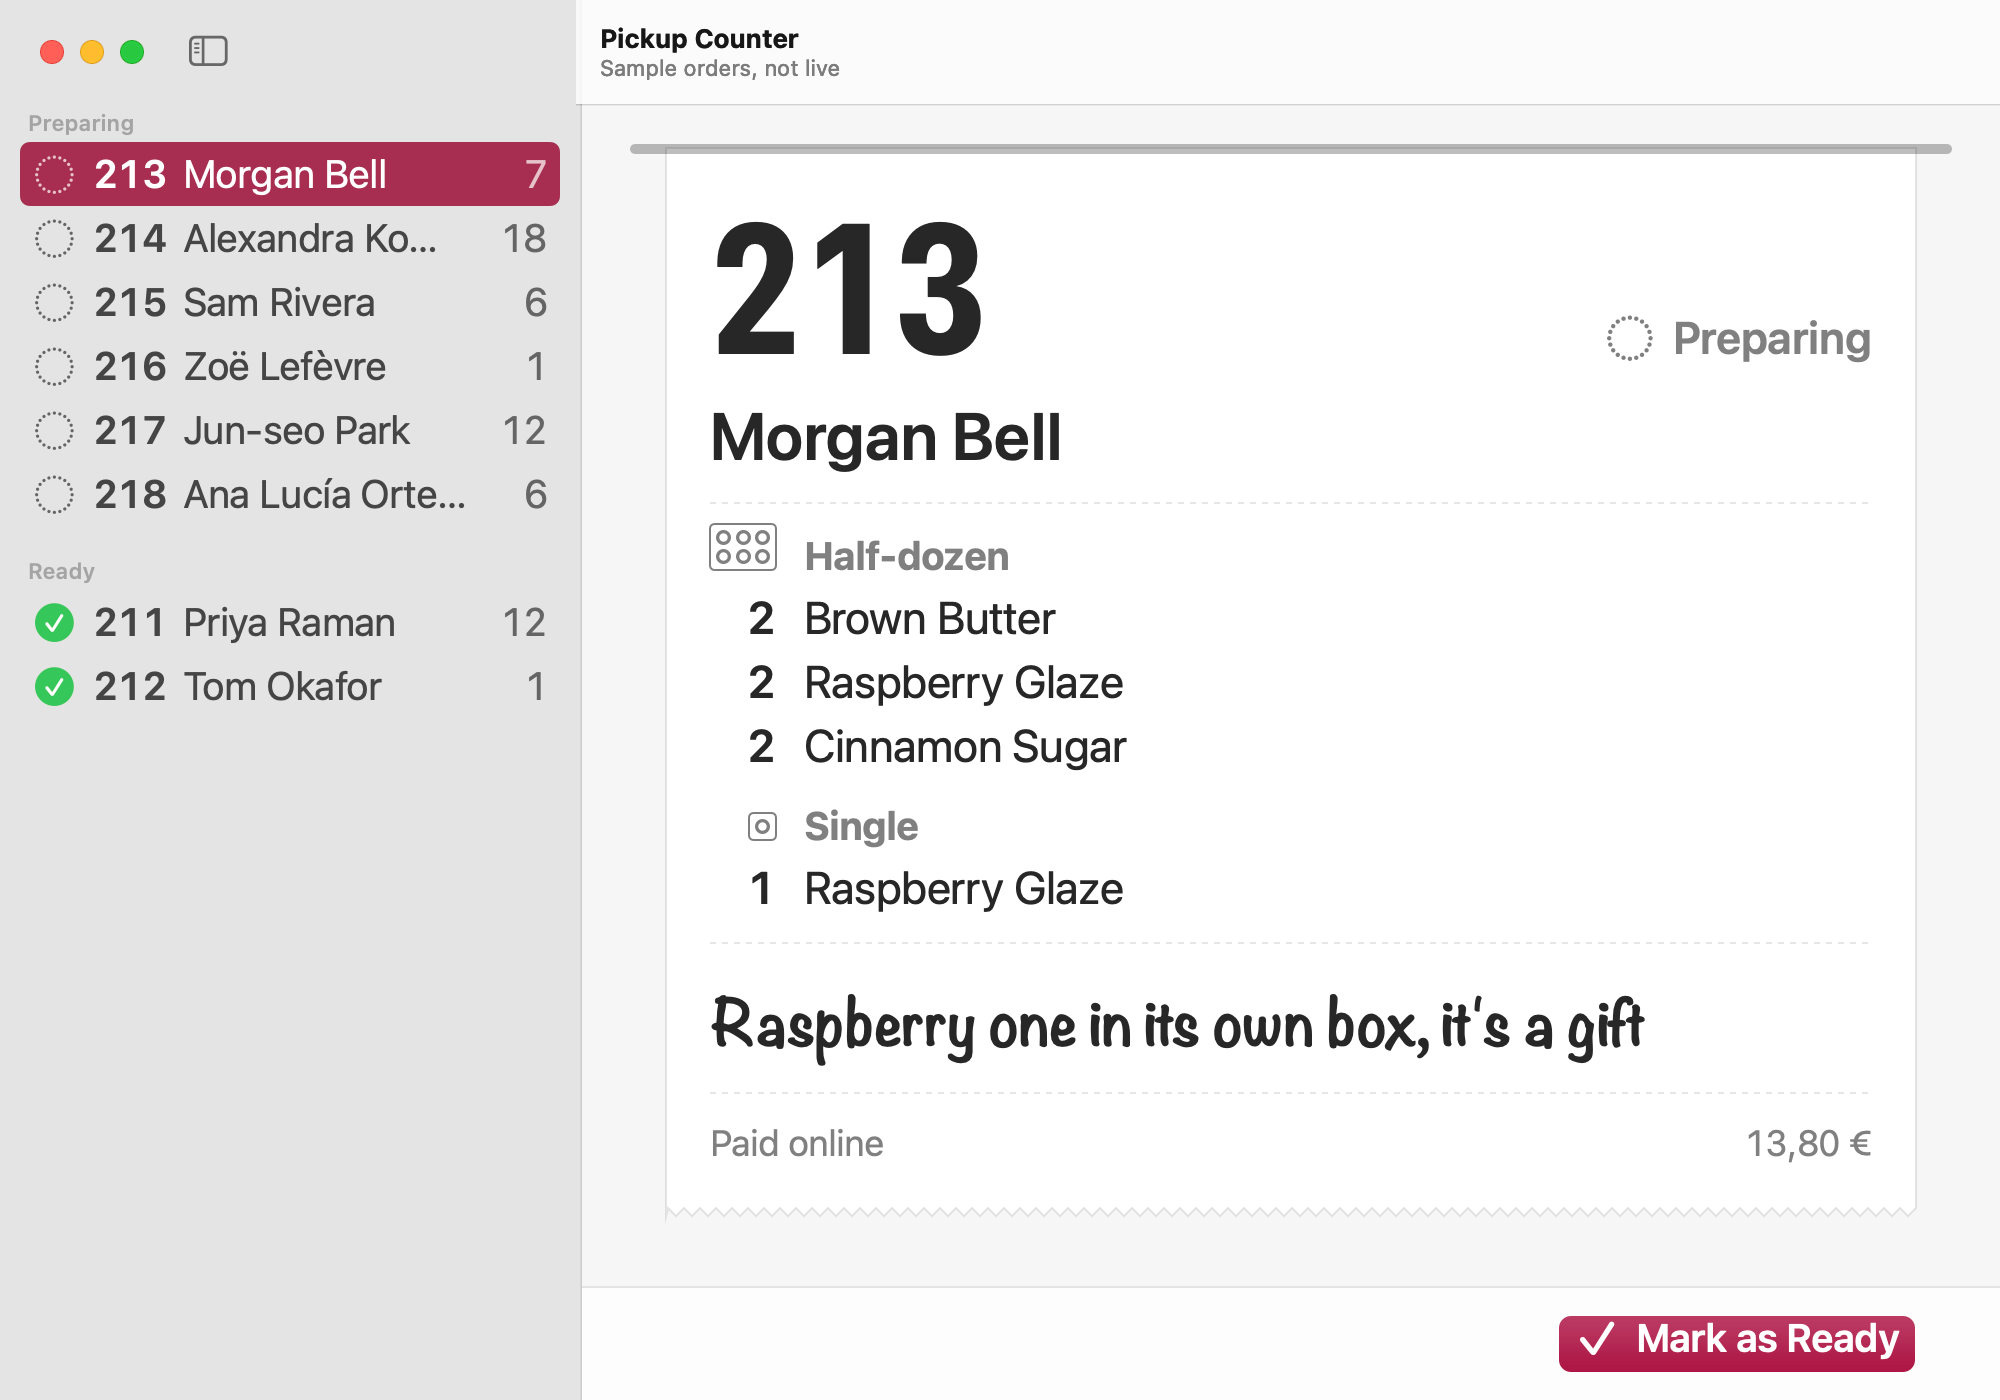 Pickup Counter
Sample orders, not live
Preparing
213 Morgan Bell 7
214 Alexandra Ko... 18
215 Sam Rivera 6
216 Zoë Lefèvre 1
217 Jun-seo Park 12
218 Ana Lucía Orte... 6
Ready
211 Priya Raman 12
212 Tom Okafor 1
213
Preparing
Morgan Bell
Half-dozen
2 Brown Butter
2 Raspberry Glaze
2 Cinnamon Sugar
Single
1 Raspberry Glaze
Raspberry one in its own box, it's a gift
Paid online 13,80 €
Mark as Ready